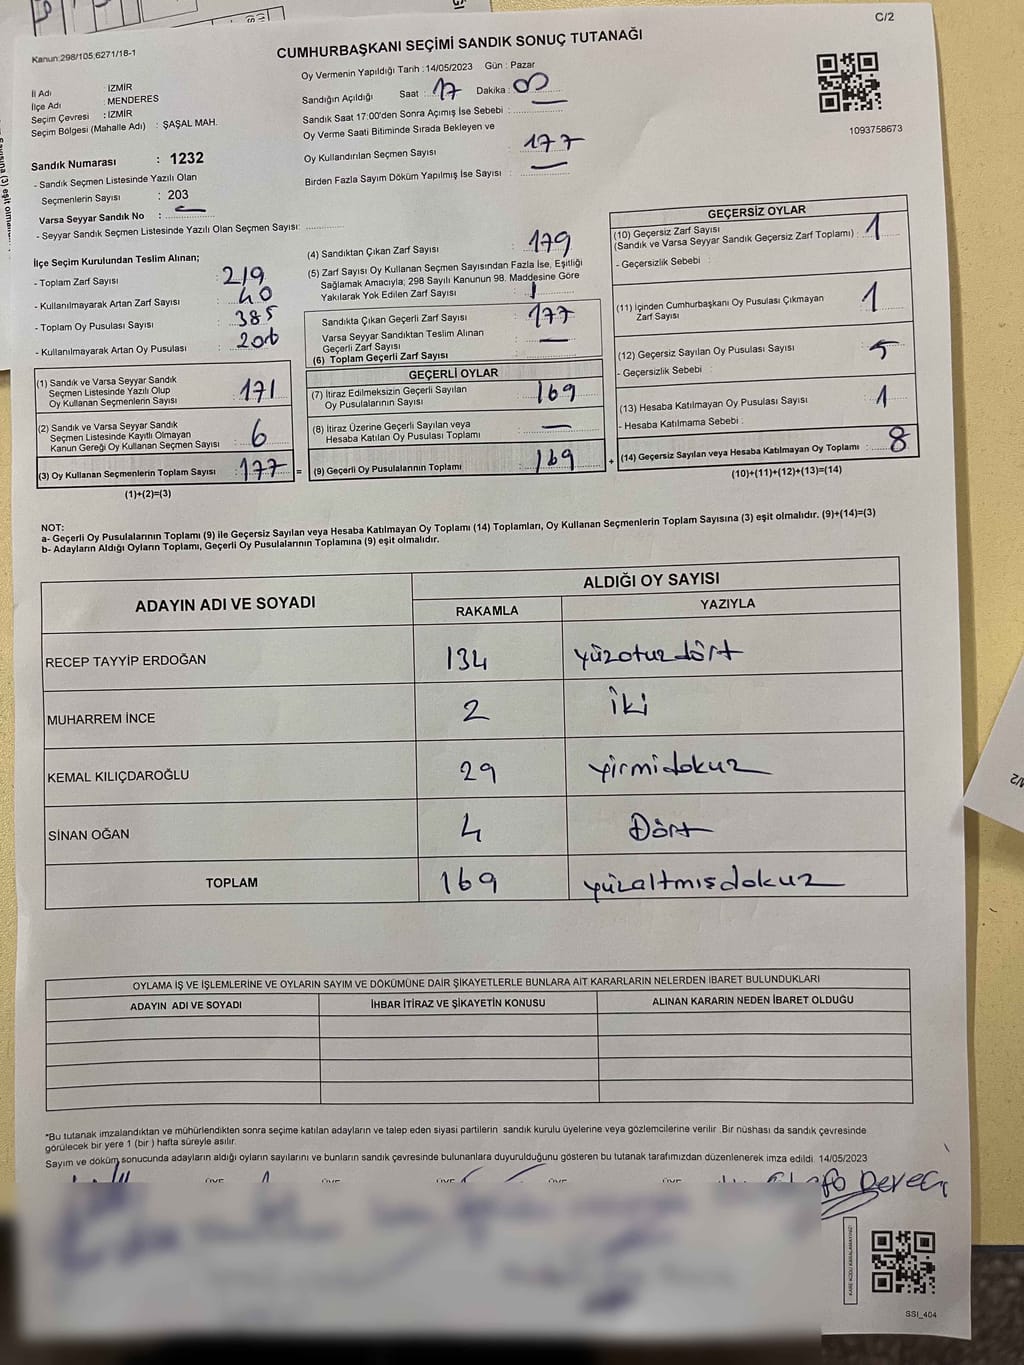 C/2
Kanun:298/105;6271/18-1
CUMHURBAŞKANI SEÇİMİ SANDIK SONUÇ TUTANAĞI
Oy Vermenin Yapıldığı Tarih :14/05/2023 Gün : Pazar
İl Adı : İZMİR
İlçe Adı : MENDERES
Seçim Çevresi : İZMİR
Seçim Bölgesi (Mahalle Adı) : ŞAŞAL MAH.
Sandığın Açıldığı Saat : 17 Dakika : 00
Sandık Saat 17:00'den Sonra Açımış İse Sebebi : —
Oy Verme Saati Bitiminde Sırada Bekleyen ve
Oy Kullandırılan Seçmen Sayısı : 177
Birden Fazla Sayım Döküm Yapılmış İse Sayısı : —
1093758673
Sandık Numarası : 1232
- Sandık Seçmen Listesinde Yazılı Olan
Seçmenlerin Sayısı : 203
Varsa Seyyar Sandık No : —
- Seyyar Sandık Seçmen Listesinde Yazılı Olan Seçmen Sayısı:
İlçe Seçim Kurulundan Teslim Alınan;
- Toplam Zarf Sayısı : 219
- Kullanılmayarak Artan Zarf Sayısı : 40
- Toplam Oy Pusulası Sayısı : 385
- Kullanılmayarak Artan Oy Pusulası : 206
(4) Sandıktan Çıkan Zarf Sayısı : 179
(5) Zarf Sayısı Oy Kullanan Seçmen Sayısından Fazla İse, Eşitliği
Sağlamak Amacıyla; 298 Sayılı Kanunun 98. Maddesine Göre
Yakılarak Yok Edilen Zarf Sayısı : 1
Sandıkta Çıkan Geçerli Zarf Sayısı : 177
Varsa Seyyar Sandıktan Teslim Alınan
Geçerli Zarf Sayısı : —
(6) Toplam Geçerli Zarf Sayısı :
GEÇERSİZ OYLAR
(10) Geçersiz Zarf Sayısı
(Sandık ve Varsa Seyyar Sandık Geçersiz Zarf Toplamı) : 1
- Geçersizlik Sebebi :
(11) İçinden Cumhurbaşkanı Oy Pusulası Çıkmayan
Zarf Sayısı : 1
(12) Geçersiz Sayılan Oy Pusulası Sayısı : 5
- Geçersizlik Sebebi :
(13) Hesaba Katılmayan Oy Pusulası Sayısı : 1
- Hesaba Katılmama Sebebi :
(14) Geçersiz Sayılan veya Hesaba Katılmayan Oy Toplamı : 8
(10)+(11)+(12)+(13)=(14)
(1) Sandık ve Varsa Seyyar Sandık
Seçmen Listesinde Yazılı Olup
Oy Kullanan Seçmenlerin Sayısı : 171
(2) Sandık ve Varsa Seyyar Sandık
Seçmen Listesinde Kayıtlı Olmayan
Kanun Gereği Oy Kullanan Seçmen Sayısı : 6
(3) Oy Kullanan Seçmenlerin Toplam Sayısı : 177 =
(1)+(2)=(3)
GEÇERLİ OYLAR
(7) İtiraz Edilmeksizin Geçerli Sayılan
Oy Pusulalarının Sayısı : 169
(8) İtiraz Üzerine Geçerli Sayılan veya
Hesaba Katılan Oy Pusulası Toplamı : —
(9) Geçerli Oy Pusulalarının Toplamı : 169 +
NOT:
a- Geçerli Oy Pusulalarının Toplamı (9) ile Geçersiz Sayılan veya Hesaba Katılmayan Oy Toplamı (14) Toplamları, Oy Kullanan Seçmenlerin Toplam Sayısına (3) eşit olmalıdır. (9)+(14)=(3)
b- Adayların Aldığı Oyların Toplamı, Geçerli Oy Pusulalarının Toplamına (9) eşit olmalıdır.
ADAYIN ADI VE SOYADI ALDIĞI OY SAYISI
RAKAMLA YAZIYLA
RECEP TAYYİP ERDOĞAN 134 yüzotuzdört
MUHARREM İNCE 2 iki
KEMAL KILIÇDAROĞLU 29 yirmidokuz
SİNAN OĞAN 4 Dört
TOPLAM 169 yüzaltmışdokuz
OYLAMA İŞ VE İŞLEMLERİNE VE OYLARIN SAYIM VE DÖKÜMÜNE DAİR ŞİKAYETLERLE BUNLARA AİT KARARLARIN NELERDEN İBARET BULUNDUKLARI
ADAYIN ADI VE SOYADI İHBAR İTİRAZ VE ŞİKAYETİN KONUSU ALINAN KARARIN NEDEN İBARET OLDUĞU
*Bu tutanak imzalandıktan ve mühürlendikten sonra seçime katılan adayların ve talep eden siyasi partilerin sandık kurulu üyelerine veya gözlemcilerine verilir .Bir nüshası da sandık çevresinde
görülecek bir yere 1 (bir ) hafta süreyle asılır.
Sayım ve döküm sonucunda adayların aldığı oyların sayılarını ve bunların sandık çevresinde bulunanlara duyurulduğunu gösteren bu tutanak tarafımızdan düzenlenerek imza edildi. 14/05/2023
KARE KODU KARALAMAYINIZ!
SSİ_404